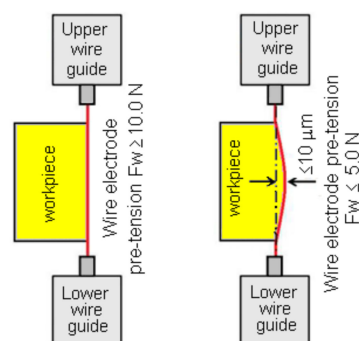 Upper
wire
guide
workpiece
Wire electrode
pre-tension Fw ≥ 10.0 N
Lower
wire
guide
Upper
wire
guide
workpiece
≤10 µm
Wire electrode pre-tension
Fw ≤ 5.0 N
Lower
wire
guide